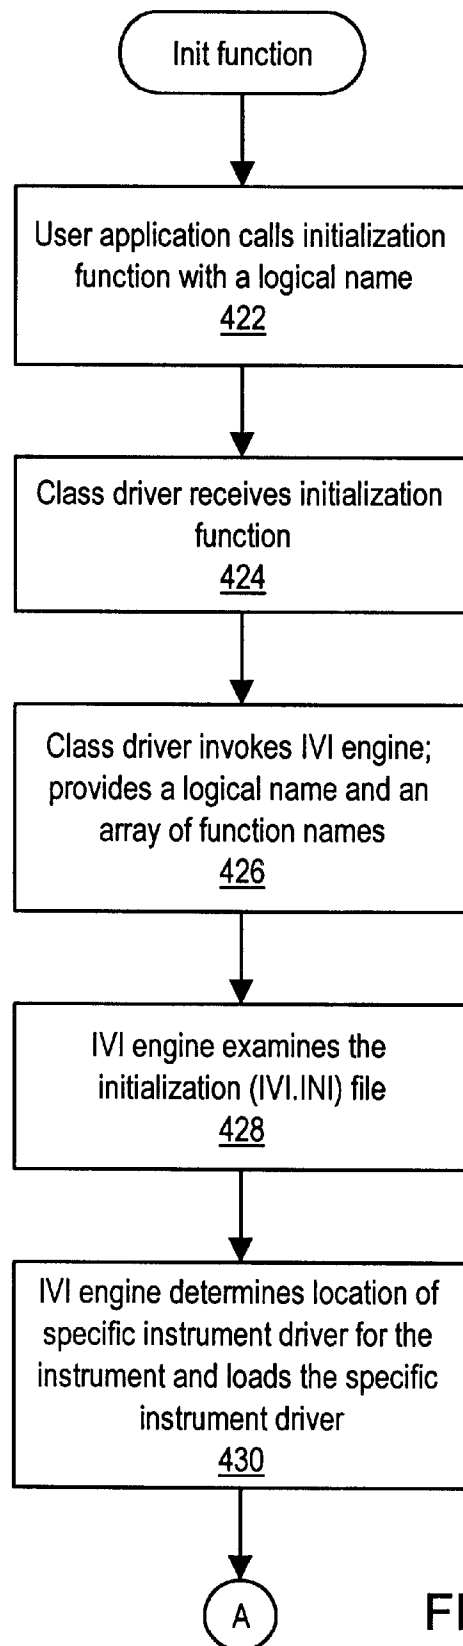 Init function
User application calls initialization
function with a logical name
422
Class driver receives initialization
function
424
Class driver invokes IVI engine;
provides a logical name and an
array of function names
426
IVI engine examines the
initialization (IVI.INI) file
428
IVI engine determines location of
specific instrument driver for the
instrument and loads the specific
instrument driver
430
A